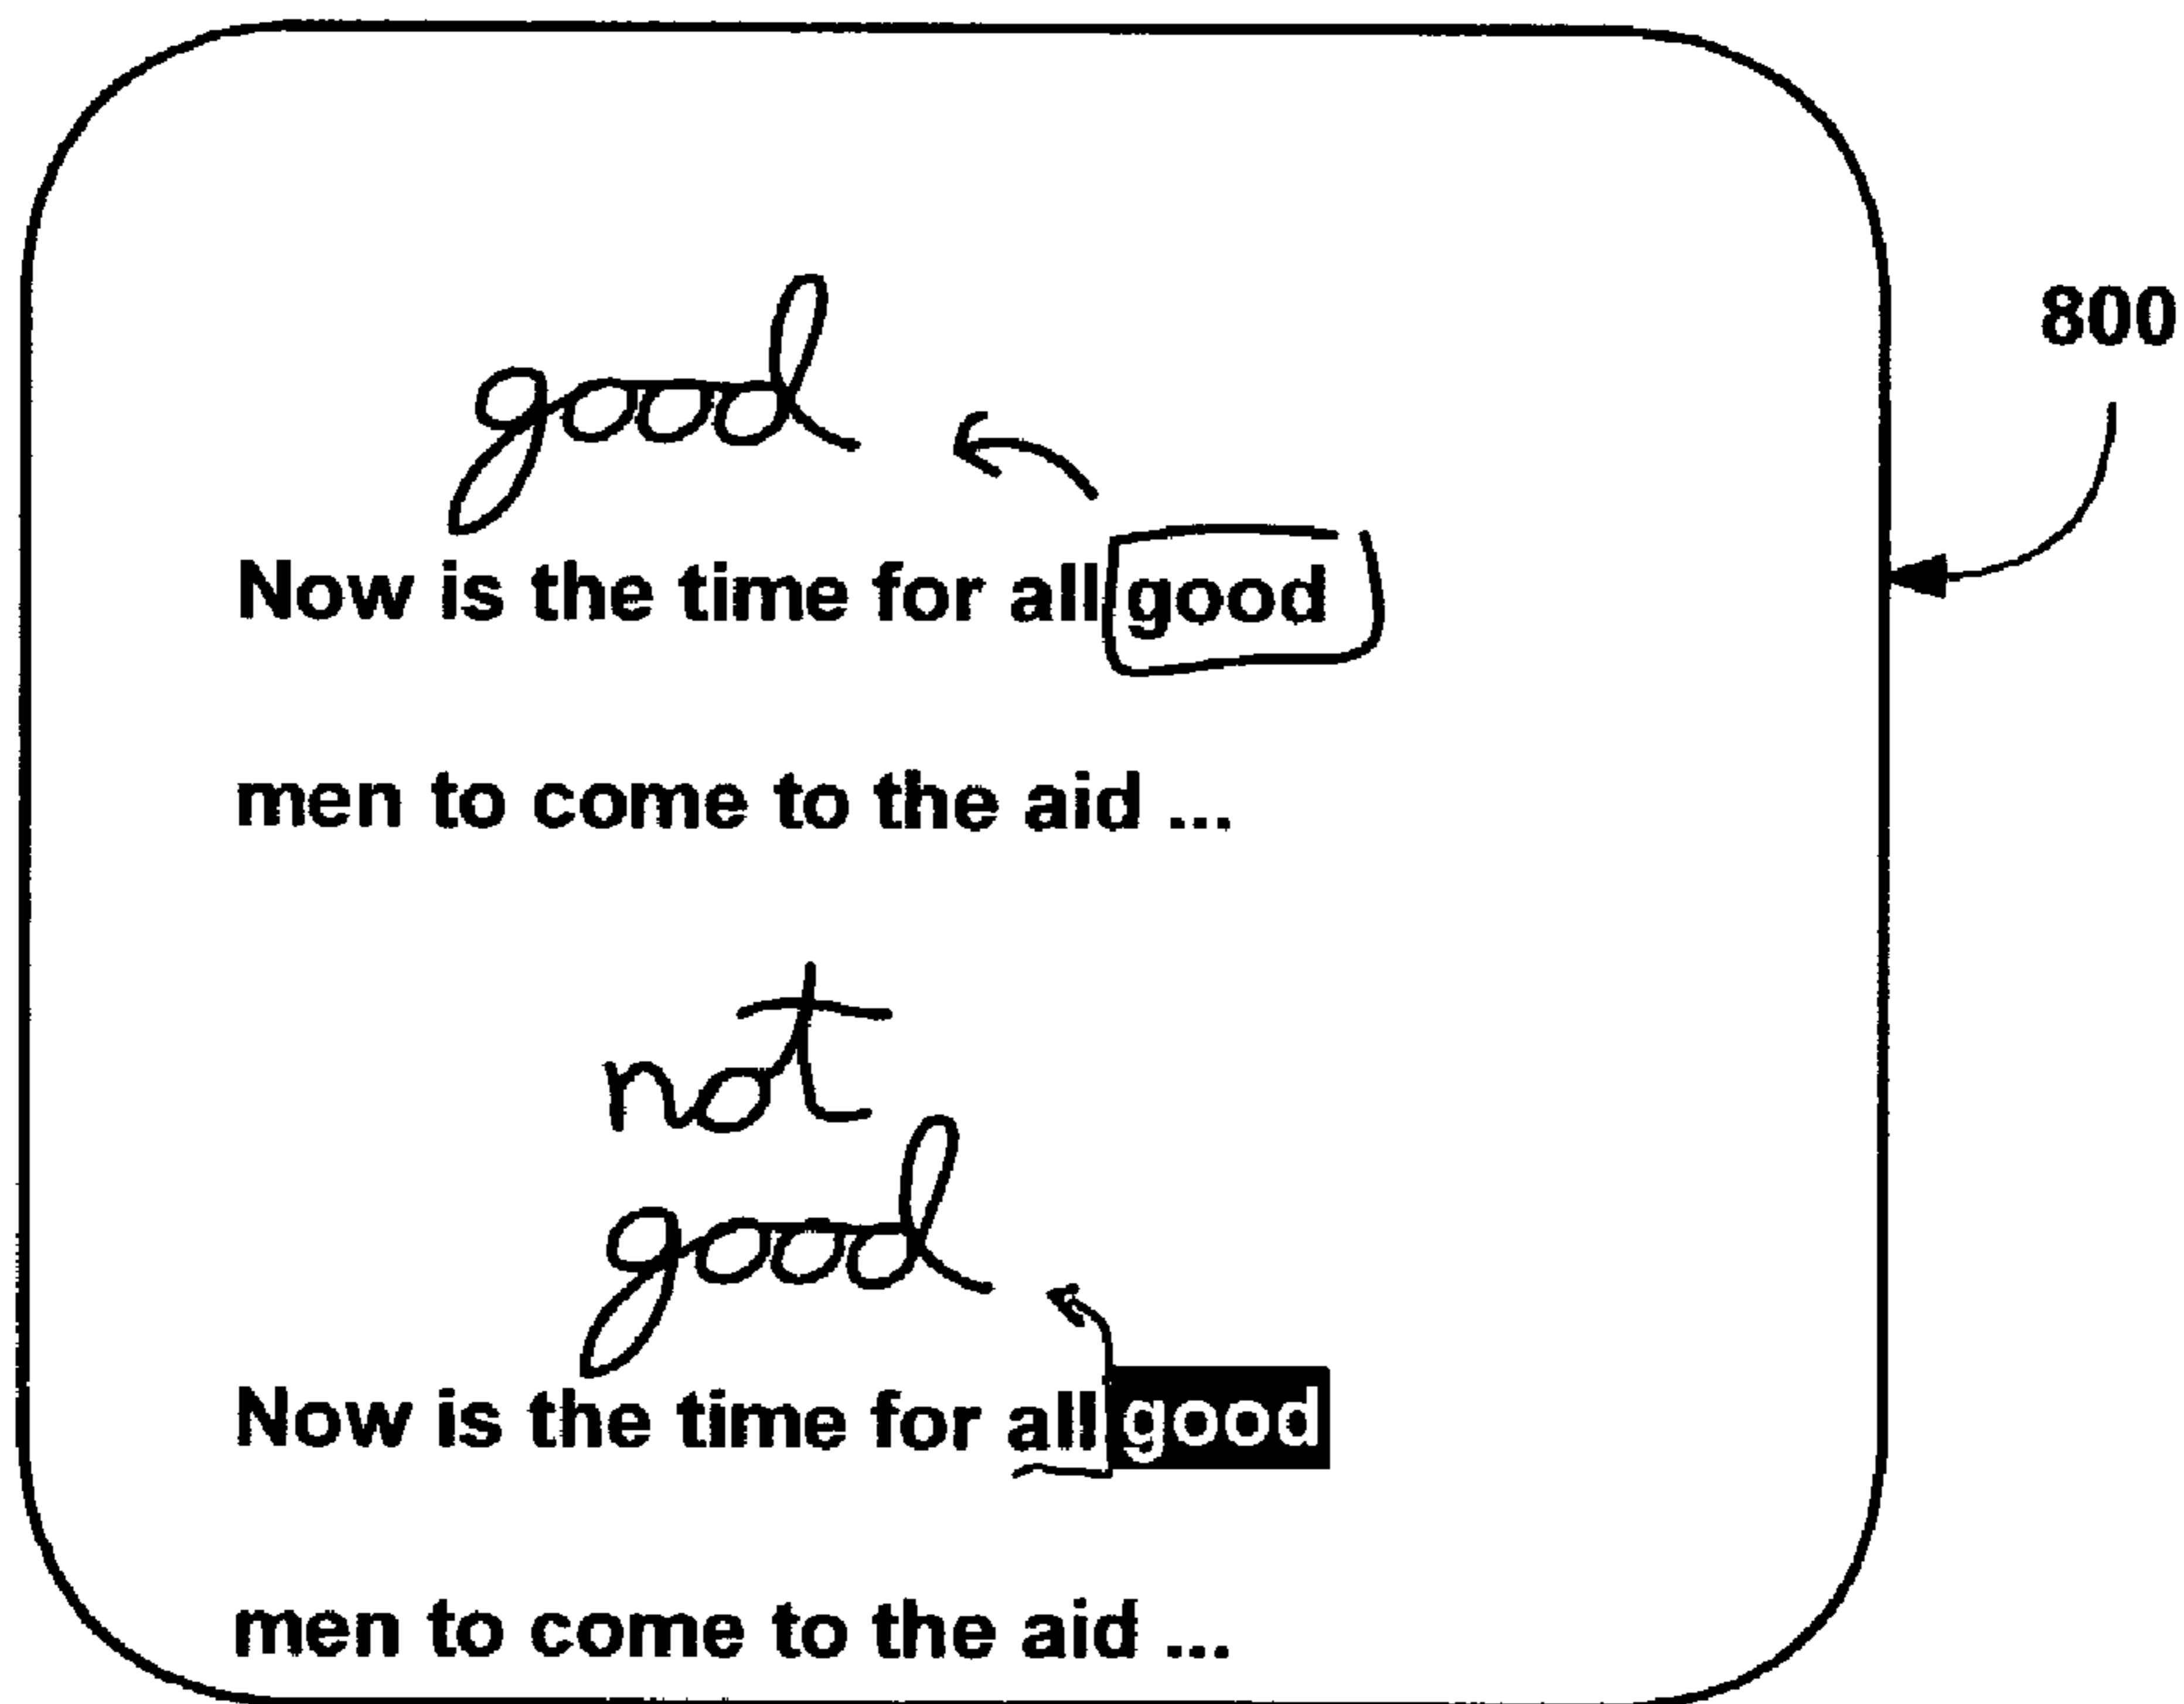 good
800
Now is the time for all good
men to come to the aid ...
not
good
Now is the time for all good
men to come to the aid ...